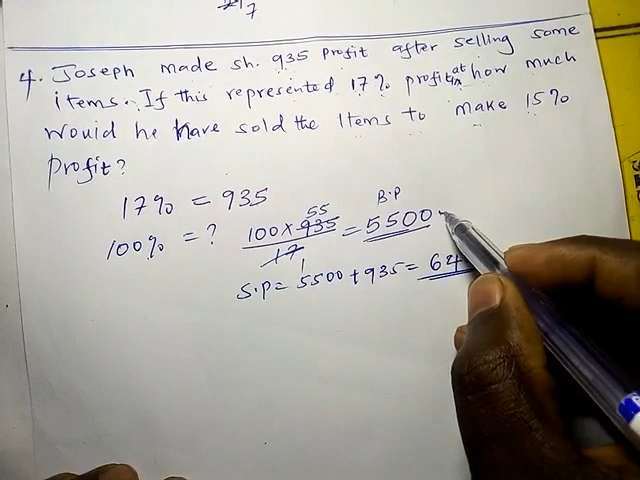 4. Joseph made sh. 935 profit after selling some
items. If this represented 17% profit, at how much
would he have sold the Items to make 15%
profit?
17% = 935
100% = ? 100 x 935 55 = 5500 B.P
17 1
S.P = 5500 + 935 = 64